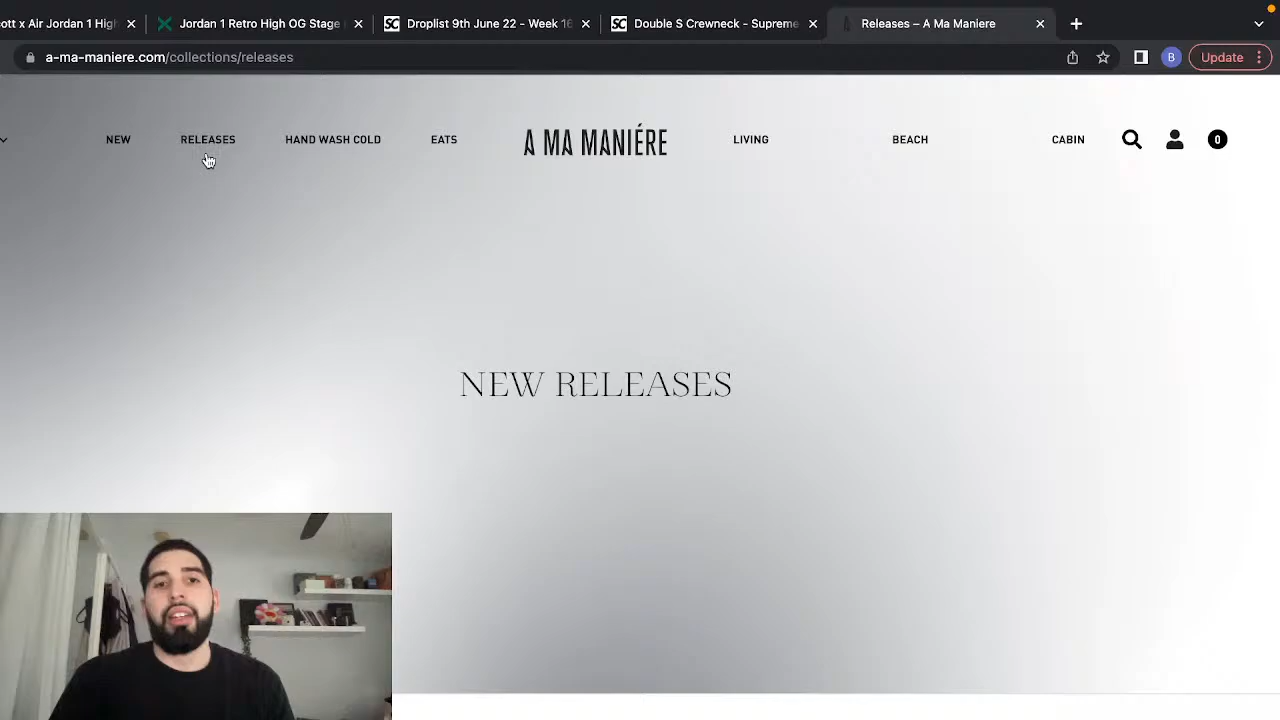 ott x Air Jordan 1 High
Jordan 1 Retro High OG Stage
SC Droplist 9th June 22 - Week 16
SC Double S Crewneck - Supreme
Releases – A Ma Maniere
a-ma-maniere.com/collections/releases
B
Update
NEW
RELEASES
HAND WASH COLD
EATS
A MA MANIÉRE
LIVING
BEACH
CABIN
0
NEW RELEASES